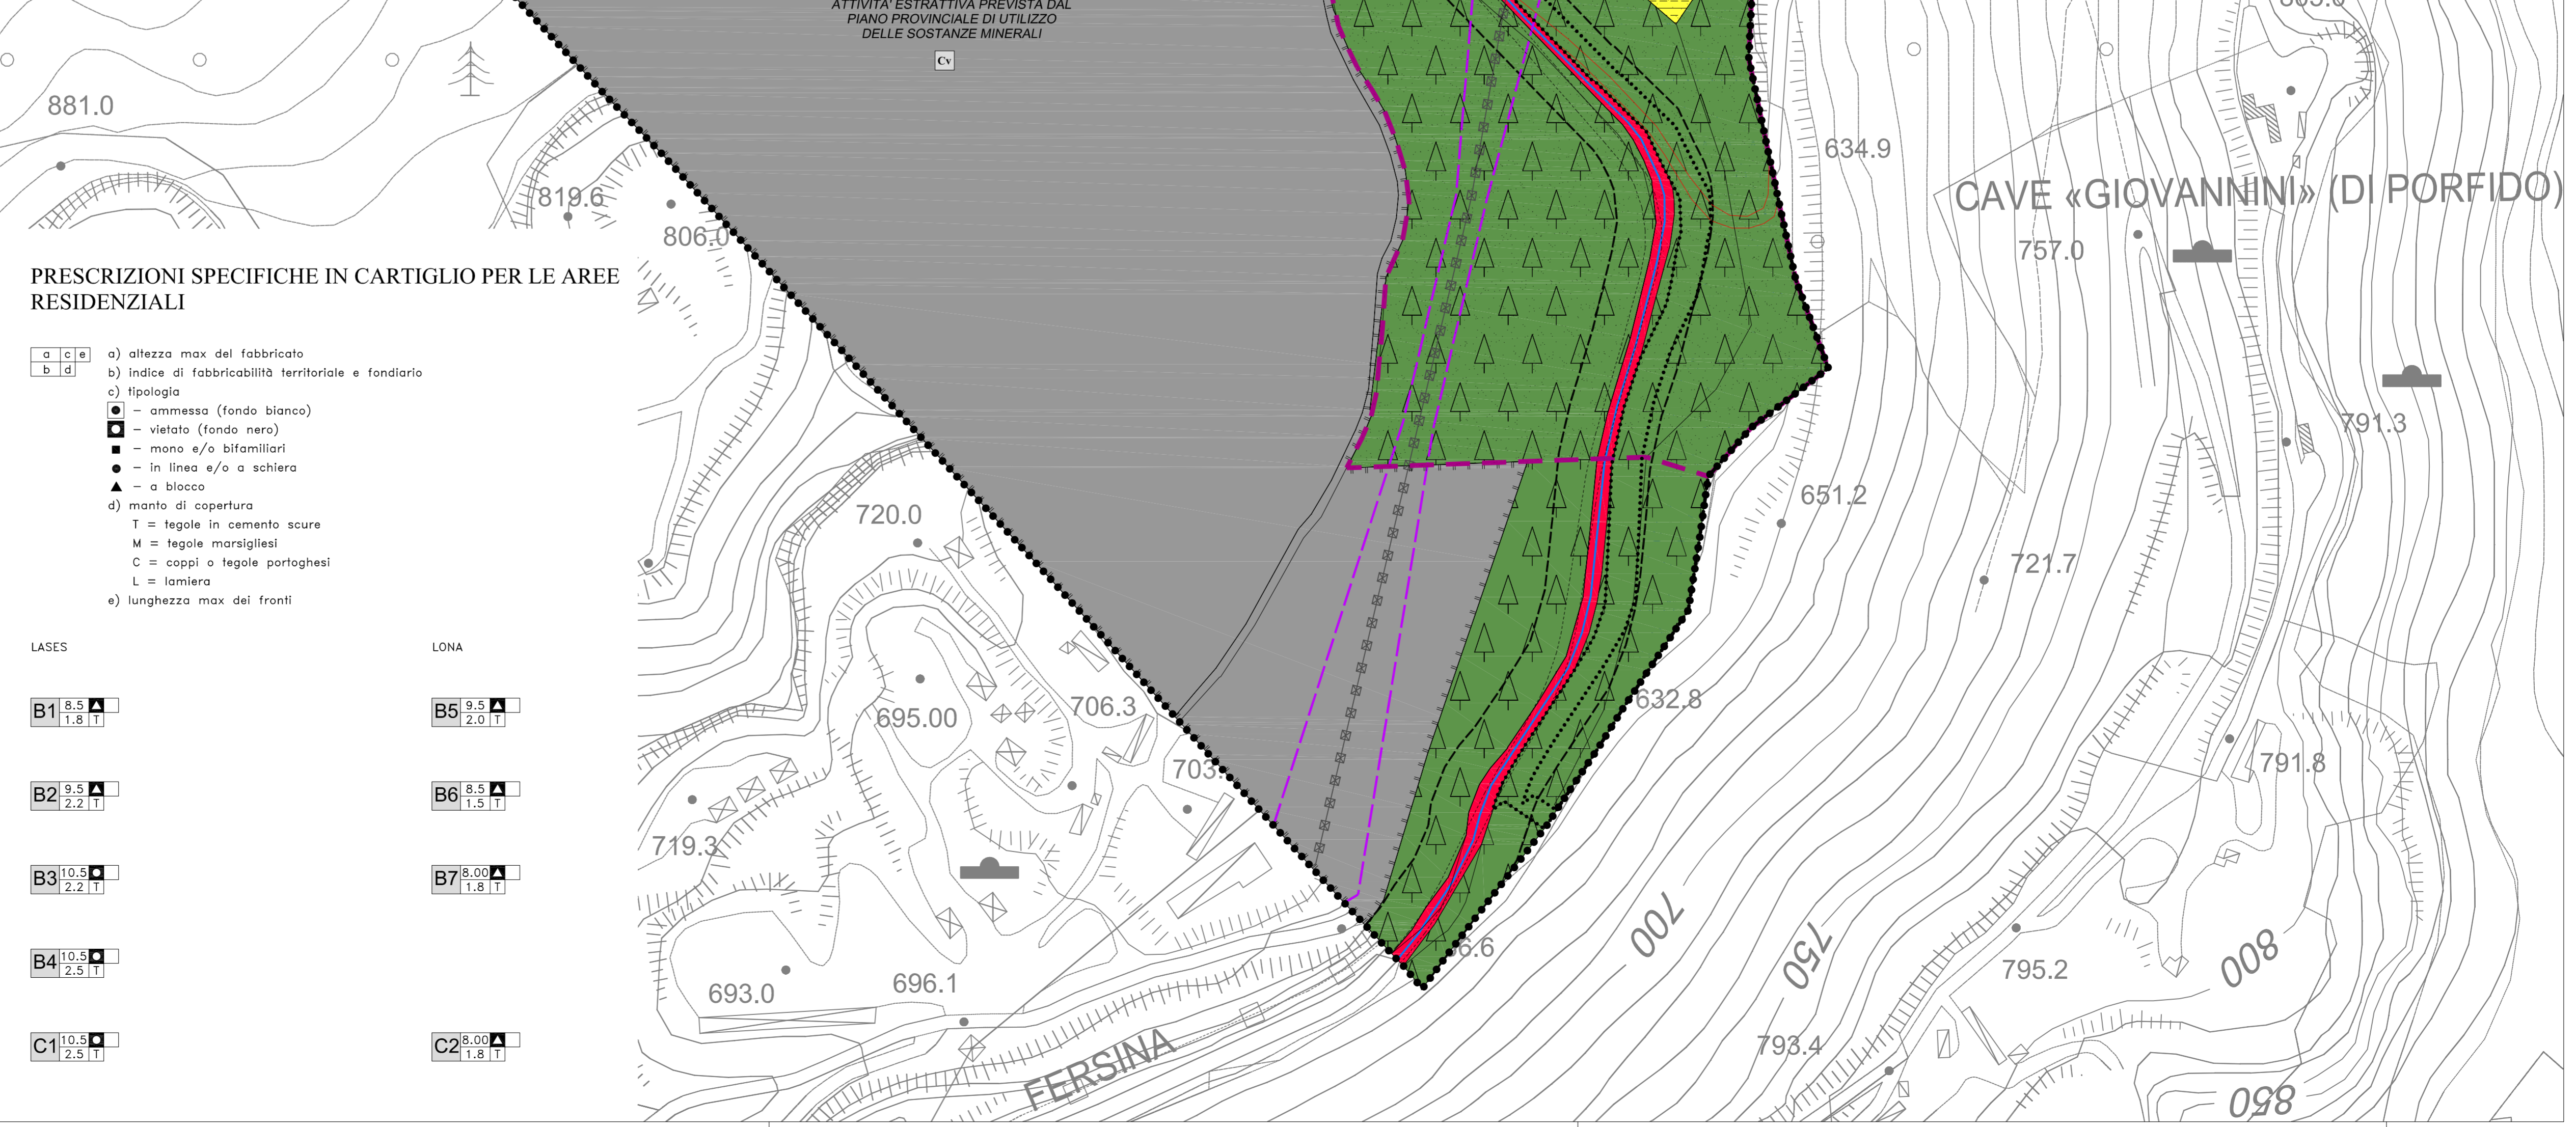 ATTIVITA' ESTRATTIVA PREVISTA DAL
PIANO PROVINCIALE DI UTILIZZO
DELLE SOSTANZE MINERALI
Cv
881.0
819.6
806.0
634.9
CAVE «GIOVANNINI» (DI PORFIDO)
757.0
PRESCRIZIONI SPECIFICHE IN CARTIGLIO PER LE AREE
RESIDENZIALI
a c e
b d
a) altezza max del fabbricato
b) indice di fabbricabilità territoriale e fondiario
c) tipologia
– ammessa (fondo bianco)
– vietato (fondo nero)
– mono e/o bifamiliari
– in linea e/o a schiera
– a blocco
d) manto di copertura
T = tegole in cemento scure
M = tegole marsigliesi
C = coppi o tegole portoghesi
L = lamiera
e) lunghezza max dei fronti
791.3
651.2
720.0
721.7
LASES
LONA
B1 8.5
1.8 T
B5 9.5
2.0 T
B2 9.5
2.2 T
B6 8.5
1.5 T
B3 10.5
2.2 T
B7 8.00
1.8 T
B4 10.5
2.5 T
C1 10.5
2.5 T
C2 8.00
1.8 T
706.3
695.00
632.8
703.
791.8
719.3
700
750
800
6.6
795.2
696.1
693.0
793.4
FERSINA
850